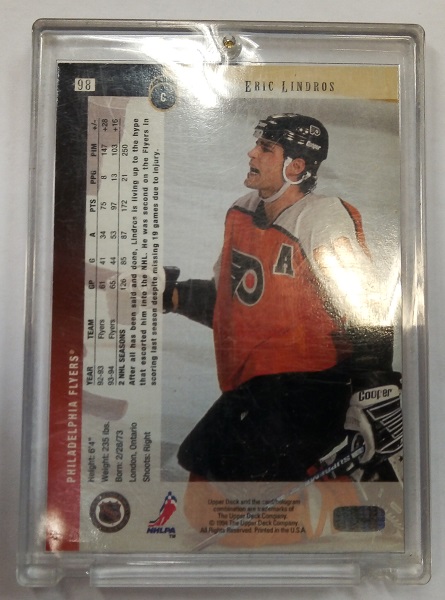 98
C
ERIC LINDROS
PHILADELPHIA FLYERS®
Height: 6'4"
Weight: 235 lbs.
Born: 2/28/73
London, Ontario
Shoots: Right
YEAR TEAM GP G A PTS PPG PIM +/-
92-93 Flyers 61 41 34 75 8 147 +28
93-94 Flyers 65 44 53 97 13 103 +16
2 NHL SEASONS 126 85 87 172 21 250
After all has been said and done, Lindros is living up to the hype
that escorted him into the NHL. He was second on the Flyers in
scoring last season despite missing 19 games due to injury.
A
Cooper
Cooper
NHL
NHLPA
TM
Upper Deck and the card/hologram
combination are trademarks of
The Upper Deck Company.
© 1994 The Upper Deck Company.
All Rights Reserved. Printed in the U.S.A.